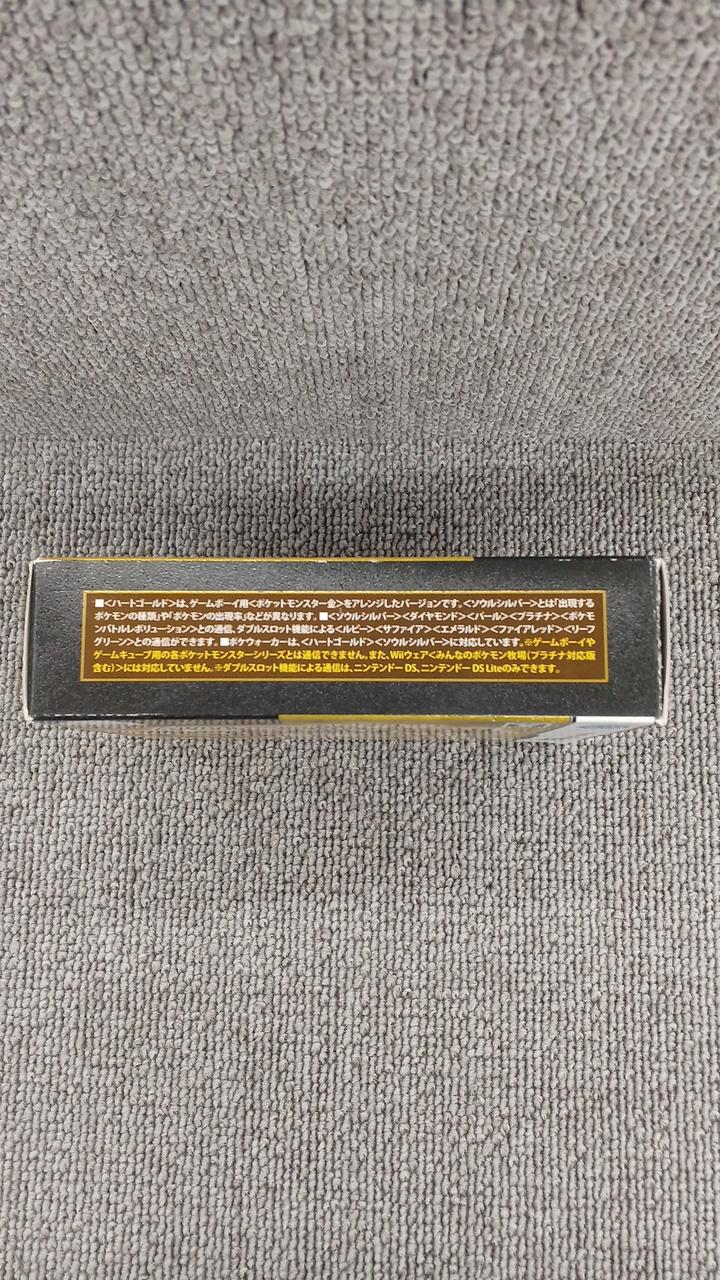 ■<ハートゴールド>は、ゲームボーイ用<ポケットモンスター金>をアレンジしたバージョンです。<ソウルシルバー>とは「出現する
ポケモンの種類」や「ポケモンの出現率」などが異なります。■<ソウルシルバー><ダイヤモンド><パール><プラチナ><ポケモ
ンバトルレボリューション>との通信、ダブルスロット機能による<ルビー><サファイア><エメラルド><ファイアレッド><リーフ
グリーン>との通信ができます。■ポケウォーカーは、<ハートゴールド><ソウルシルバー>に対応しています。※ゲームボーイや
ゲームキューブ用の各ポケットモンスターシリーズとは通信できません。また、Wiiウェア<みんなのポケモン牧場(プラチナ対応版
含む)>には対応していません。※ダブルスロット機能による通信は、ニンテンドーDS、ニンテンドーDS Liteのみできます。